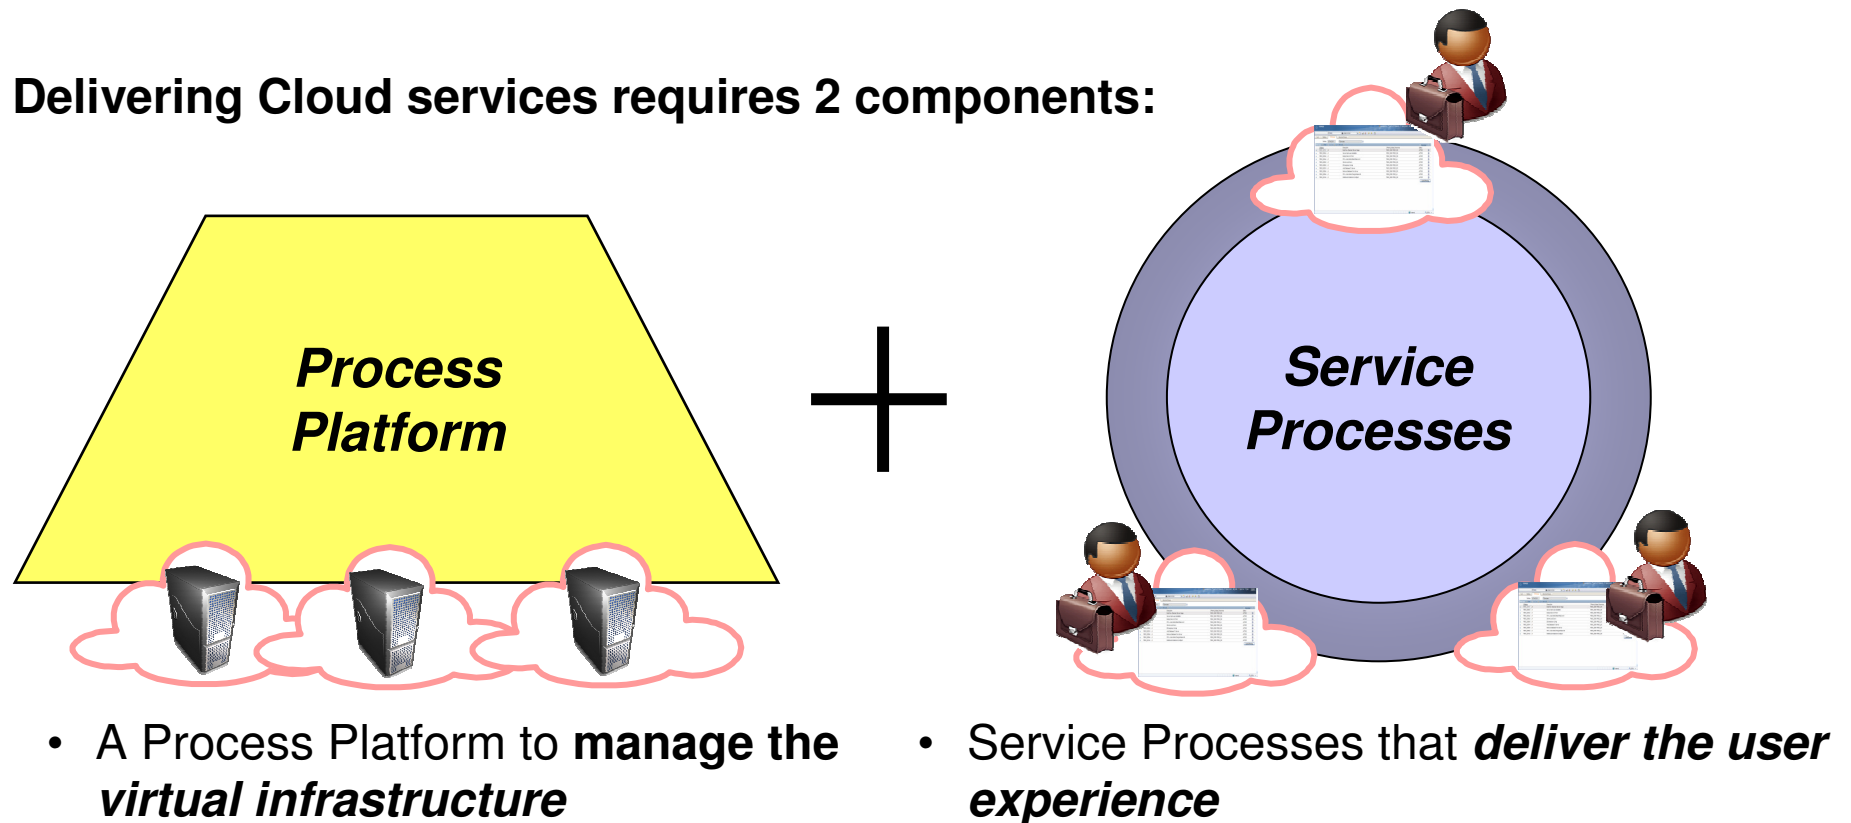 Delivering Cloud services requires 2 components:
Process
Platform
Service
Processes
• A Process Platform to manage the
virtual infrastructure
• Service Processes that deliver the user
experience